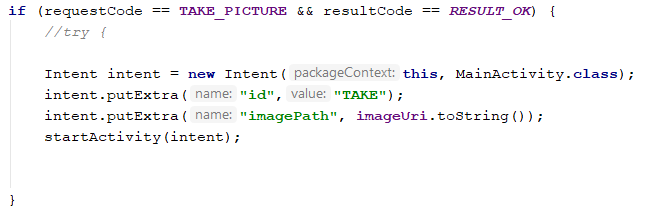 if (requestCode == TAKE_PICTURE && resultCode == RESULT_OK) {
//try {
Intent intent = new Intent( packageContext: this, MainActivity.class);
intent.putExtra( name: "id", value: "TAKE");
intent.putExtra( name: "imagePath", imageUri.toString());
startActivity(intent);
}